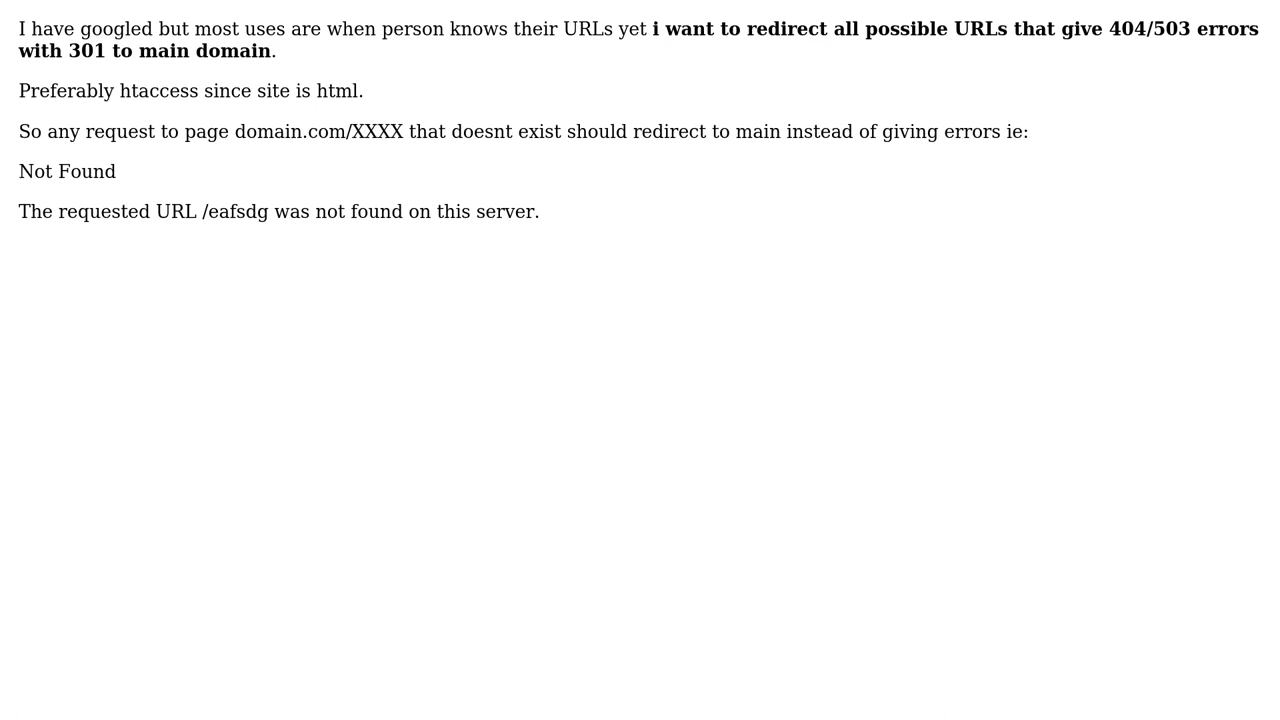 I have googled but most uses are when person knows their URLs yet i want to redirect all possible URLs that give 404/503 errors
with 301 to main domain.
Preferably htaccess since site is html.
So any request to page domain.com/XXXX that doesnt exist should redirect to main instead of giving errors ie:
Not Found
The requested URL /eafsdg was not found on this server.